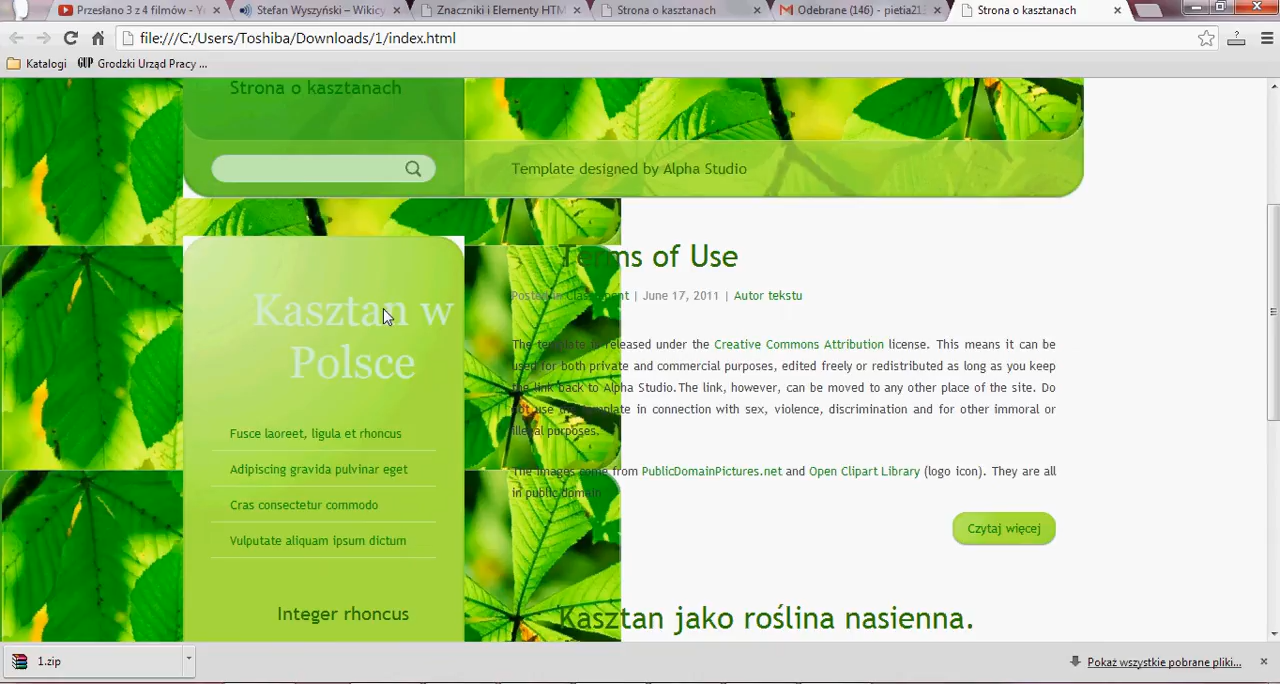 Przesłano 3 z 4 filmów - Y
Stefan Wyszyński – Wikicy
Znaczniki i Elementy HTM
Strona o kasztanach
Odebrane (146) - pietia21
Strona o kasztanach
file:///C:/Users/Toshiba/Downloads/1/index.html
Katalogi
GUP Grodzki Urząd Pracy ...
Strona o kasztanach
Template designed by Alpha Studio
Kasztan w
Polsce
Fusce laoreet, ligula et rhoncus
Adipiscing gravida pulvinar eget
Cras consectetur commodo
Vulputate aliquam ipsum dictum
Integer rhoncus
Terms of Use
Posted in | June 17, 2011 | Autor tekstu
The template is released under the Creative Commons Attribution license. This means it can be
used for both private and commercial purposes, edited freely or redistributed as long as you keep
the link back to Alpha Studio.The link, however, can be moved to any other place of the site. Do
not use the template in connection with sex, violence, discrimination and for other immoral or
illegal purposes.
The images come from PublicDomainPictures.net and Open Clipart Library (logo icon). They are all
in public domain
Czytaj więcej
Kasztan jako roślina nasienna.
1.zip
Pokaż wszystkie pobrane pliki...